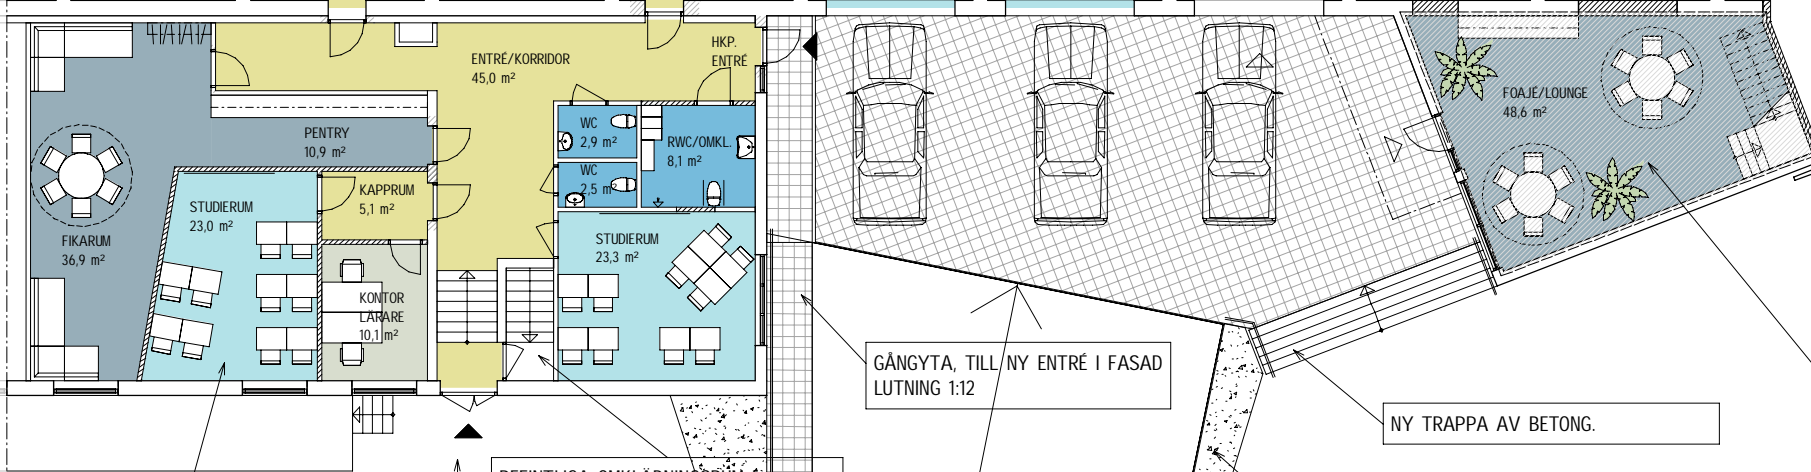 ENTRÉ/KORRIDOR
45,0 m²
HKP.
ENTRÉ
FOAJÉ/LOUNGE
48,6 m²
PENTRY
10,9 m²
WC
2,9 m²
RWC/OMKL.
8,1 m²
WC
2,5 m
KAPPRUM
5,1 m²
STUDIERUM
23,0 m²
FIKARUM
36,9 m²
STUDIERUM
23,3 m²
KONTOR
LÄRARE
10,1 m²
GÅNGYTA, TILL NY ENTRÉ I FASAD
LUTNING 1:12
NY TRAPPA AV BETONG.